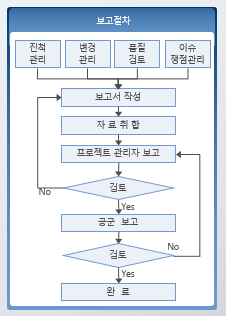 보고절차
진척
관리
변경
관리
품질
검토
이슈
쟁점관리
보고서 작성
자 료 취 합
프로젝트 관리자 보고
검토
No
Yes
공군 보고
검토
No
Yes
완 료